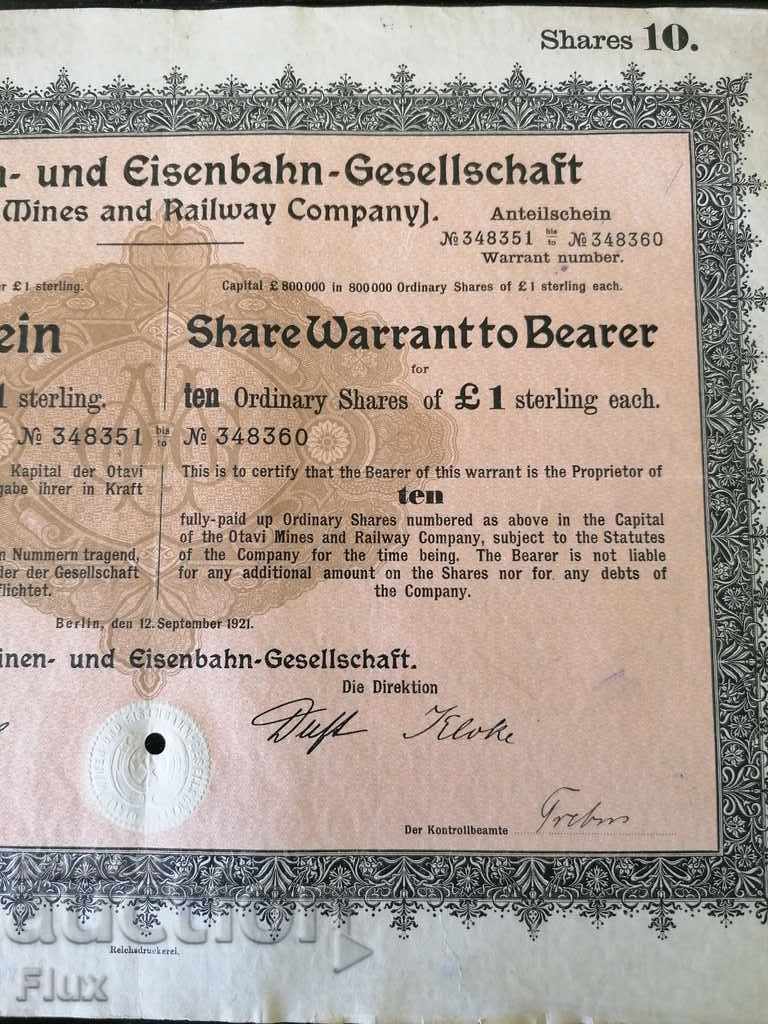 Shares 10.
n- und Eisenbahn-Gesellschaft
Mines and Railway Company).
Anteilschein
№ 348351 bis/to № 348360
Warrant number.
r £1 sterling.
Capital £ 800000 in 800000 Ordinary Shares of £1 sterling each.
ein
Share Warrant to Bearer
for
1 sterling.
ten Ordinary Shares of £ 1 sterling each.
№ 348351 bis/to № 348360
Kapital der Otavi
gabe ihrer in Kraft
This is to certify that the Bearer of this warrant is the Proprietor of
ten
n Nummern tragend,
der der Gesellschaft
flichtet.
fully-paid up Ordinary Shares numbered as above in the Capital
of the Otavi Mines and Railway Company, subject to the Statutes
of the Company for the time being. The Bearer is not liable
for any additional amount on the Shares nor for any debts of
the Company.
Berlin, den 12. September 1921.
inen- und Eisenbahn-Gesellschaft.
Die Direktion
Duft Kloke
Der Kontrollbeamte
Reichsdruckerei.
auction
Flux